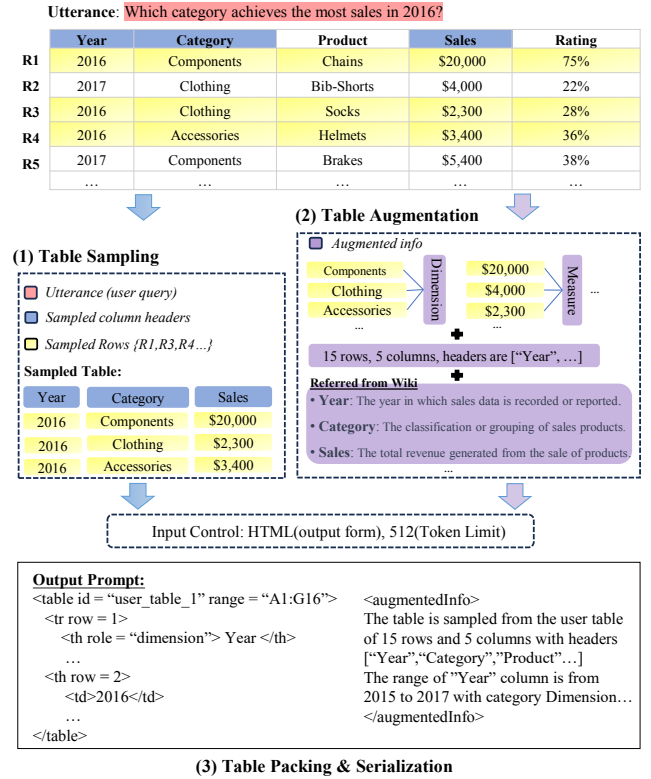 Utterance: Which category achieves the most sales in 2016?
Year Category Product Sales Rating
R1 2016 Components Chains $20,000 75%
R2 2017 Clothing Bib-Shorts $4,000 22%
R3 2016 Clothing Socks $2,300 28%
R4 2016 Accessories Helmets $3,400 36%
R5 2017 Components Brakes $5,400 38%
… … … … …
(1) Table Sampling
Utterance (user query)
Sampled column headers
Sampled Rows {R1,R3,R4…}
Sampled Table:
Year Category Sales
2016 Components $20,000
2016 Clothing $2,300
2016 Accessories $3,400
(2) Table Augmentation
Augmented info
Components
Clothing
Accessories
…
Dimension
$20,000
$4,000
$2,300
…
Measure
...
15 rows, 5 columns, headers are [“Year”, …]
Referred from Wiki
• Year: The year in which sales data is recorded or reported.
• Category: The classification or grouping of sales products.
• Sales: The total revenue generated from the sale of products.
...
Input Control: HTML(output form), 512(Token Limit)
Output Prompt:
<table id = “user_table_1” range = “A1:G16”>
<tr row = 1>
<th role = “dimension”> Year </th>
…
<th row = 2>
<td>2016</td>
…
</table>
<augmentedInfo>
The table is sampled from the user table
of 15 rows and 5 columns with headers
[“Year”,“Category”,”Product”…]
The range of ”Year” column is from
2015 to 2017 with category Dimension…
</augmentedInfo>
(3) Table Packing & Serialization